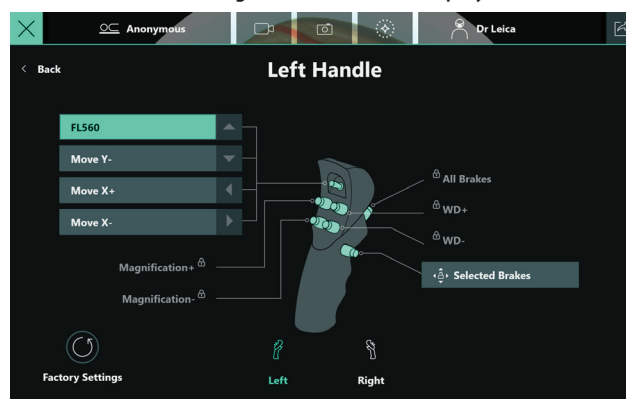 Anonymous
Dr Leica
Back
Left Handle
FL560
Move Y-
Move X+
Move X-
Magnification+
Magnification-
All Brakes
WD+
WD-
Selected Brakes
Factory Settings
Left
Right